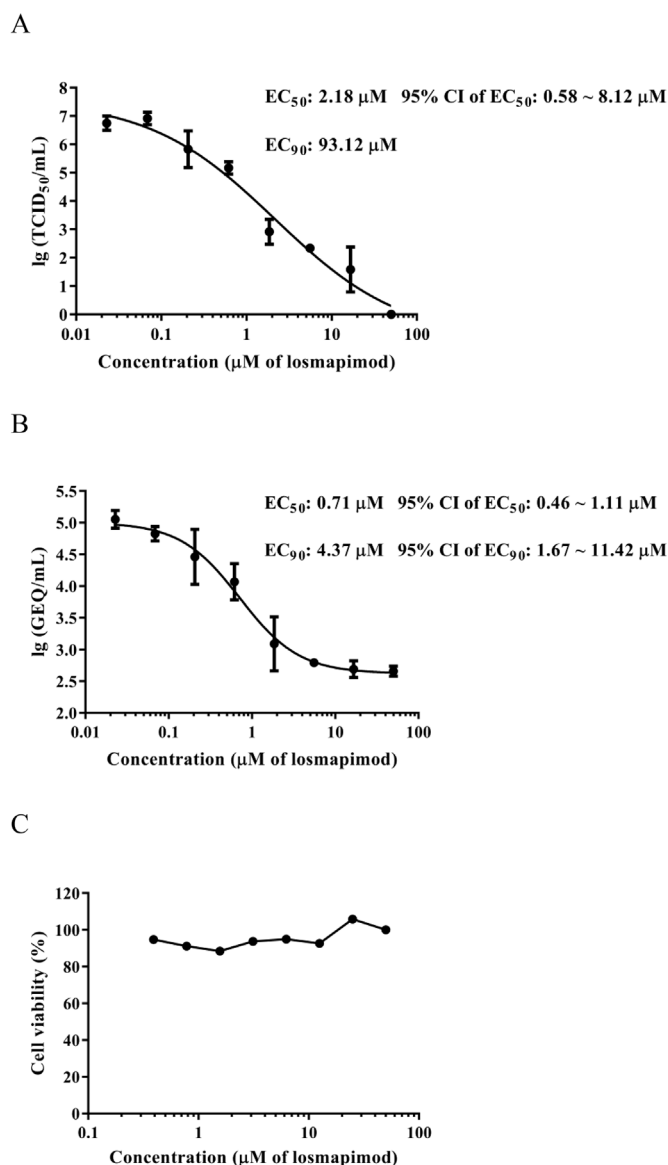 A
EC50: 2.18 μM 95% CI of EC50: 0.58 ~ 8.12 μM
EC90: 93.12 μM
lg (TCID50/mL)
8
7
6
5
4
3
2
1
0
0.01 0.1 1 10 100
Concentration (μM of losmapimod)
B
EC50: 0.71 μM 95% CI of EC50: 0.46 ~ 1.11 μM
EC90: 4.37 μM 95% CI of EC90: 1.67 ~ 11.42 μM
lg (GEQ/mL)
5.5
5.0
4.5
4.0
3.5
3.0
2.5
2.0
0.01 0.1 1 10 100
Concentration (μM of losmapimod)
C
Cell viability (%)
120
100
80
60
40
20
0
0.1 1 10 100
Concentration (μM of losmapimod)